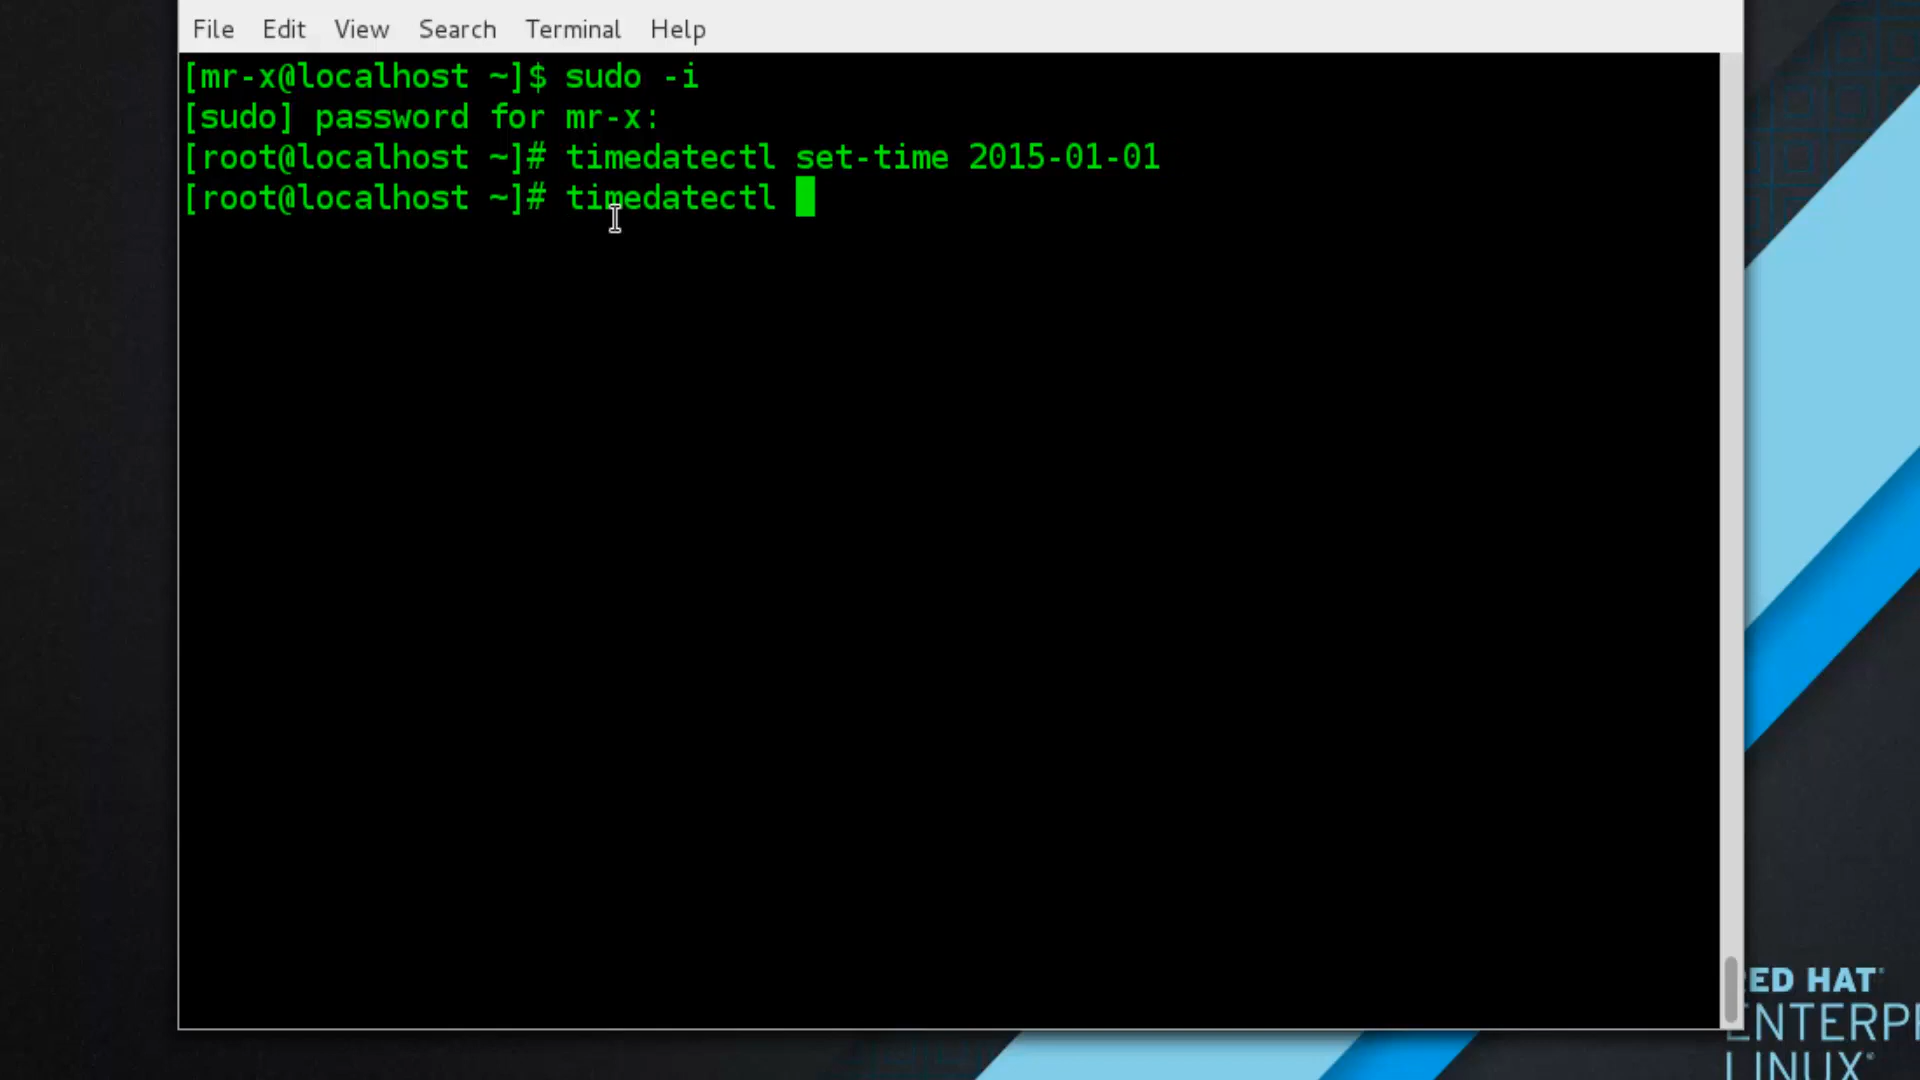 File Edit View Search Terminal Help
[mr-x@localhost ~]$ sudo -i
[sudo] password for mr-x:
[root@localhost ~]# timedatectl set-time 2015-01-01
[root@localhost ~]# timedatectl
RED HAT®
ENTERPR
LINUX®